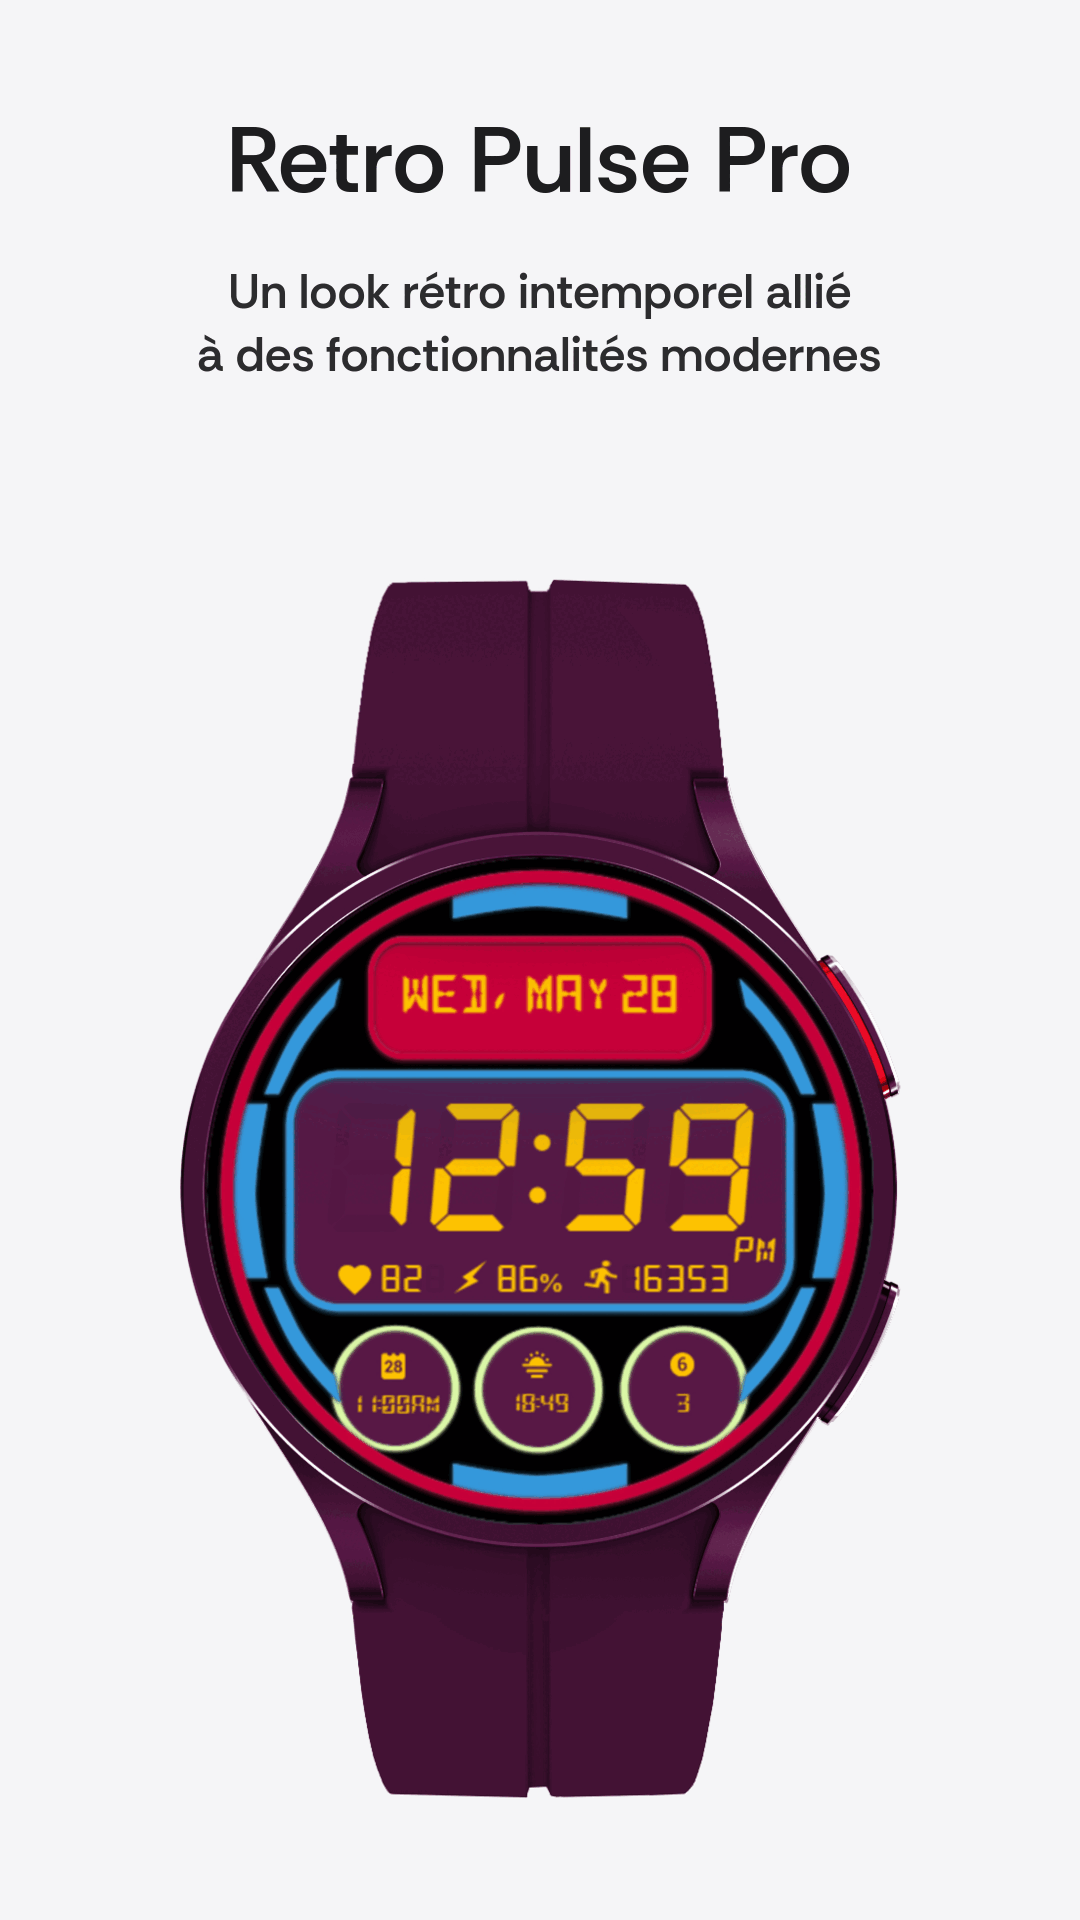 Retro Pulse Pro
Un look rétro intemporel allié
à des fonctionnalités modernes
WED, MAY 28
12:59
PM
82 86% 16353
28 6
11:00AM 18:49 3